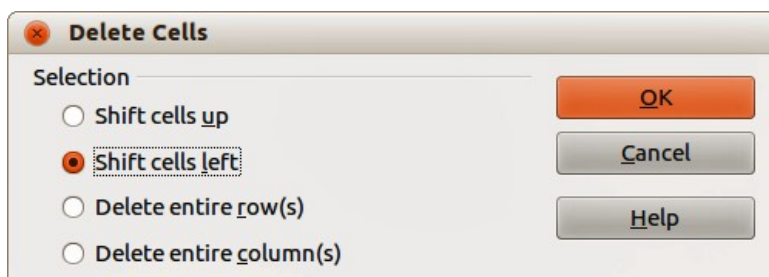 Delete Cells
Selection
OK
Shift cells up
Shift cells left
Cancel
Delete entire row(s)
Help
Delete entire column(s)